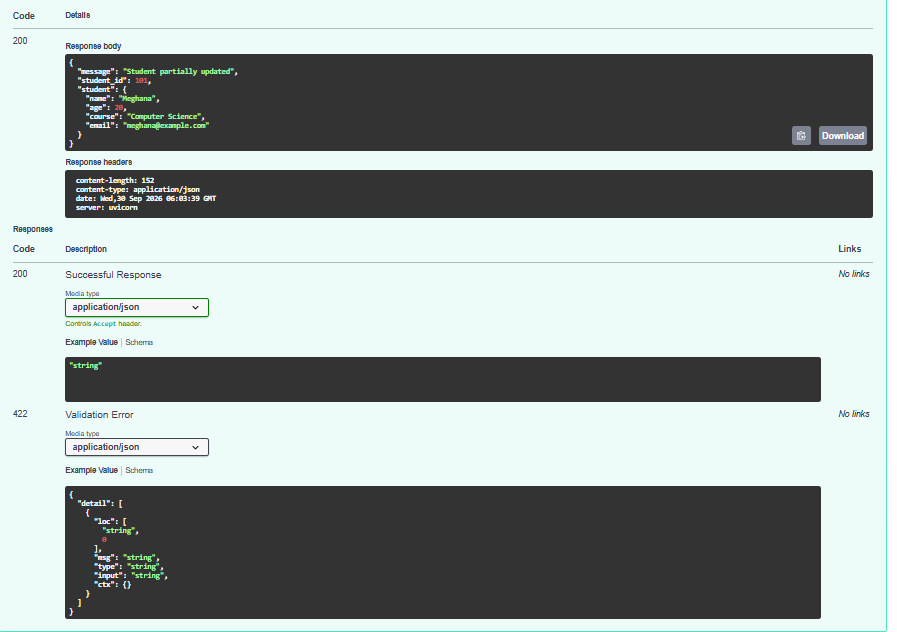 Code Details
200
Response body
{
  "message": "Student partially updated",
  "student_id": 101,
  "student": {
    "name": "Meghana",
    "age": 20,
    "course": "Computer Science",
    "email": "meghana@example.com"
  }
}
Download
Response headers
content-length: 152
content-type: application/json
date: Wed,30 Sep 2026 06:03:39 GMT
server: uvicorn
Responses
Code Description Links
200 Successful Response No links
Media type
application/json
Controls Accept header.
Example Value | Schema
"string"
422 Validation Error No links
Media type
application/json
Example Value | Schema
{
  "detail": [
    {
      "loc": [
        "string",
        0
      ],
      "msg": "string",
      "type": "string",
      "input": "string",
      "ctx": {}
    }
  ]
}